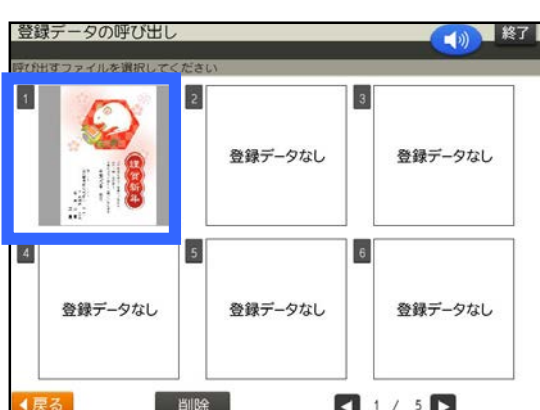 登録データの呼び出し
終了
呼び出すファイルを選択してください
1
2
3
謹賀新年
登録データなし
登録データなし
4
5
6
登録データなし
登録データなし
登録データなし
戻る
削除
1 / 5